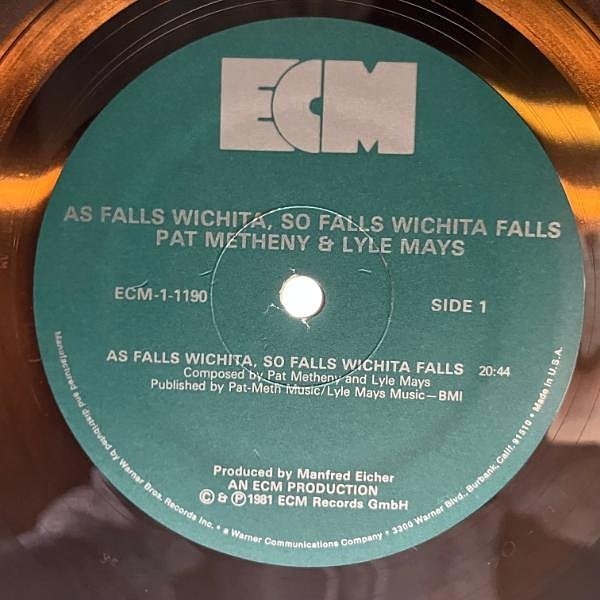 ECM
AS FALLS WICHITA, SO FALLS WICHITA FALLS
PAT METHENY & LYLE MAYS
ECM-1-1190
SIDE 1
AS FALLS WICHITA, SO FALLS WICHITA FALLS 20:44
Composed by Pat Metheny and Lyle Mays
Published by Pat-Meth Music/Lyle Mays Music—BMI
Produced by Manfred Eicher
AN ECM PRODUCTION
© & ℗ 1981 ECM Records GmbH
Manufactured and distributed by Warner Bros. Records Inc. • a Warner Communications Company • 3300 Warner Blvd., Burbank, Calif. 91510 • Made in U.S.A.